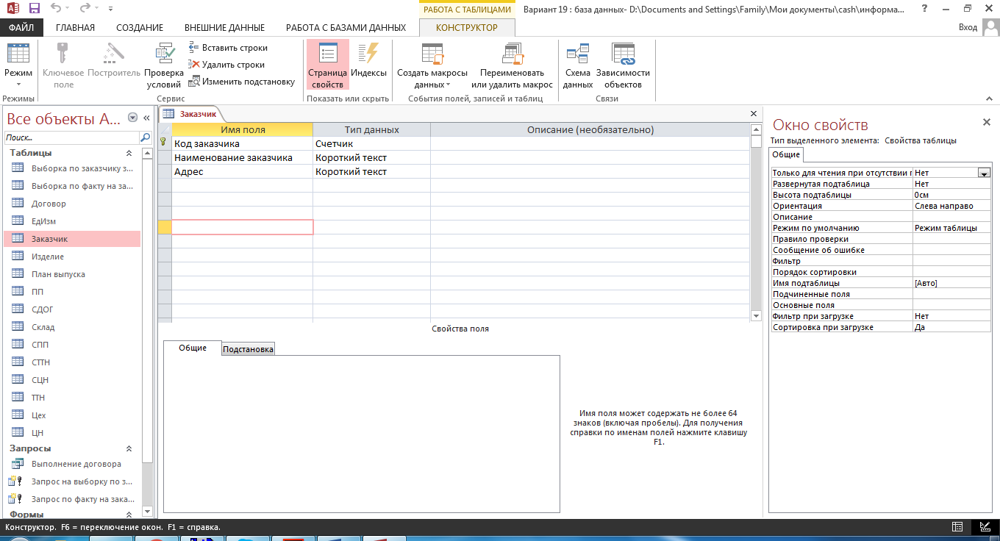 РАБОТА С ТАБЛИЦАМИ
Вариант 19 : база данных- D:\Documents and Settings\Family\Мои документы\cash\информа...
?
ФАЙЛ
ГЛАВНАЯ
СОЗДАНИЕ
ВНЕШНИЕ ДАННЫЕ
РАБОТА С БАЗАМИ ДАННЫХ
КОНСТРУКТОР
Вход
Режим
Режимы
Ключевое
поле
Построитель
Проверка
условий
Вставить строки
Удалить строки
Изменить подстановку
Сервис
Страница
свойств
Индексы
Показать или скрыть
Создать макросы
данных
Переименовать
или удалить макрос
События полей, записей и таблиц
Схема
данных
Зависимости
объектов
Связи
Все объекты A...
Поиск...
Таблицы
Выборка по заказчику з...
Выборка по факту на за...
Договор
ЕдИзм
Заказчик
Изделие
План выпуска
ПП
СДОГ
Склад
СПП
СТТН
СЦН
ТТН
Цех
ЦН
Запросы
Выполнение договора
Запрос на выборку по з...
Запрос по факту на зака...
Формы
Заказчик
Имя поля
Тип данных
Описание (необязательно)
Код заказчика
Счетчик
Наименование заказчика
Короткий текст
Адрес
Короткий текст
Свойства поля
Общие
Подстановка
Имя поля может содержать не более 64
знаков (включая пробелы). Для получения
справки по именам полей нажмите клавишу
F1.
Окно свойств
Тип выделенного элемента: Свойства таблицы
Общие
Только для чтения при отсутствии п
Нет
Развернутая подтаблица
Нет
Высота подтаблицы
0см
Ориентация
Слева направо
Описание
Режим по умолчанию
Режим таблицы
Правило проверки
Сообщение об ошибке
Фильтр
Порядок сортировки
Имя подтаблицы
[Авто]
Подчиненные поля
Основные поля
Фильтр при загрузке
Нет
Сортировка при загрузке
Да
Конструктор. F6 = переключение окон. F1 = справка.